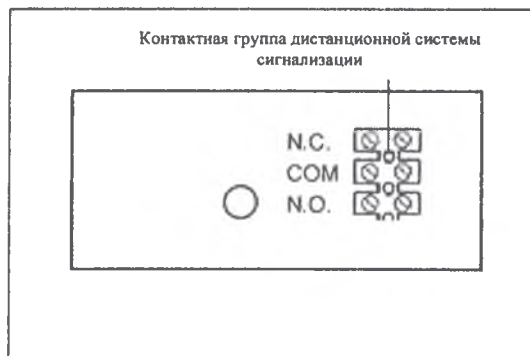 Контактная группа дистанционной системы
сигнализации
N.C.
COM
N.O.